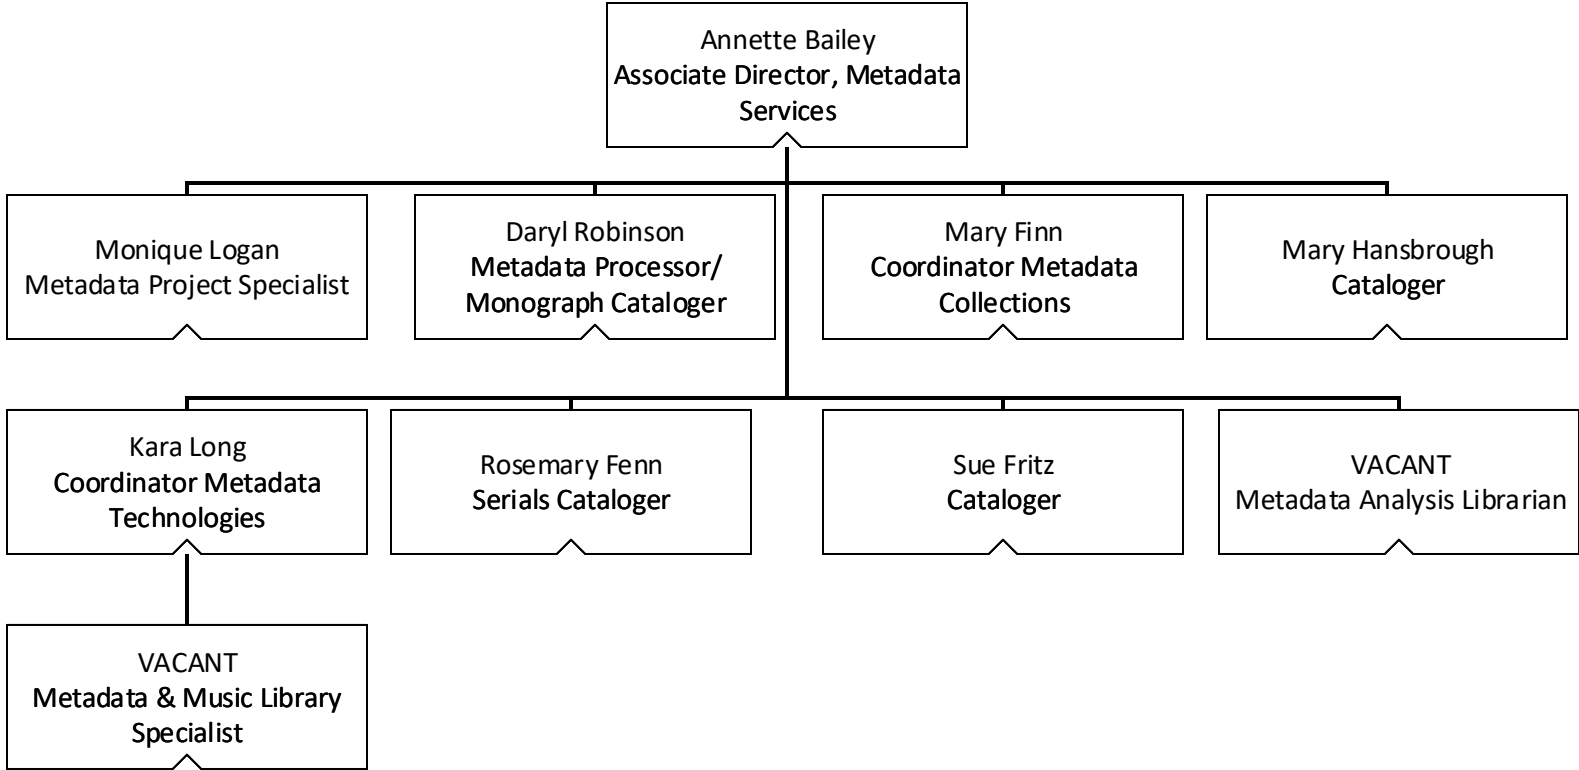 Annette Bailey
Associate Director, Metadata
Services
Monique Logan
Metadata Project Specialist
Daryl Robinson
Metadata Processor/
Monograph Cataloger
Mary Finn
Coordinator Metadata
Collections
Mary Hansbrough
Cataloger
Kara Long
Coordinator Metadata
Technologies
Rosemary Fenn
Serials Cataloger
Sue Fritz
Cataloger
VACANT
Metadata Analysis Librarian
VACANT
Metadata & Music Library
Specialist